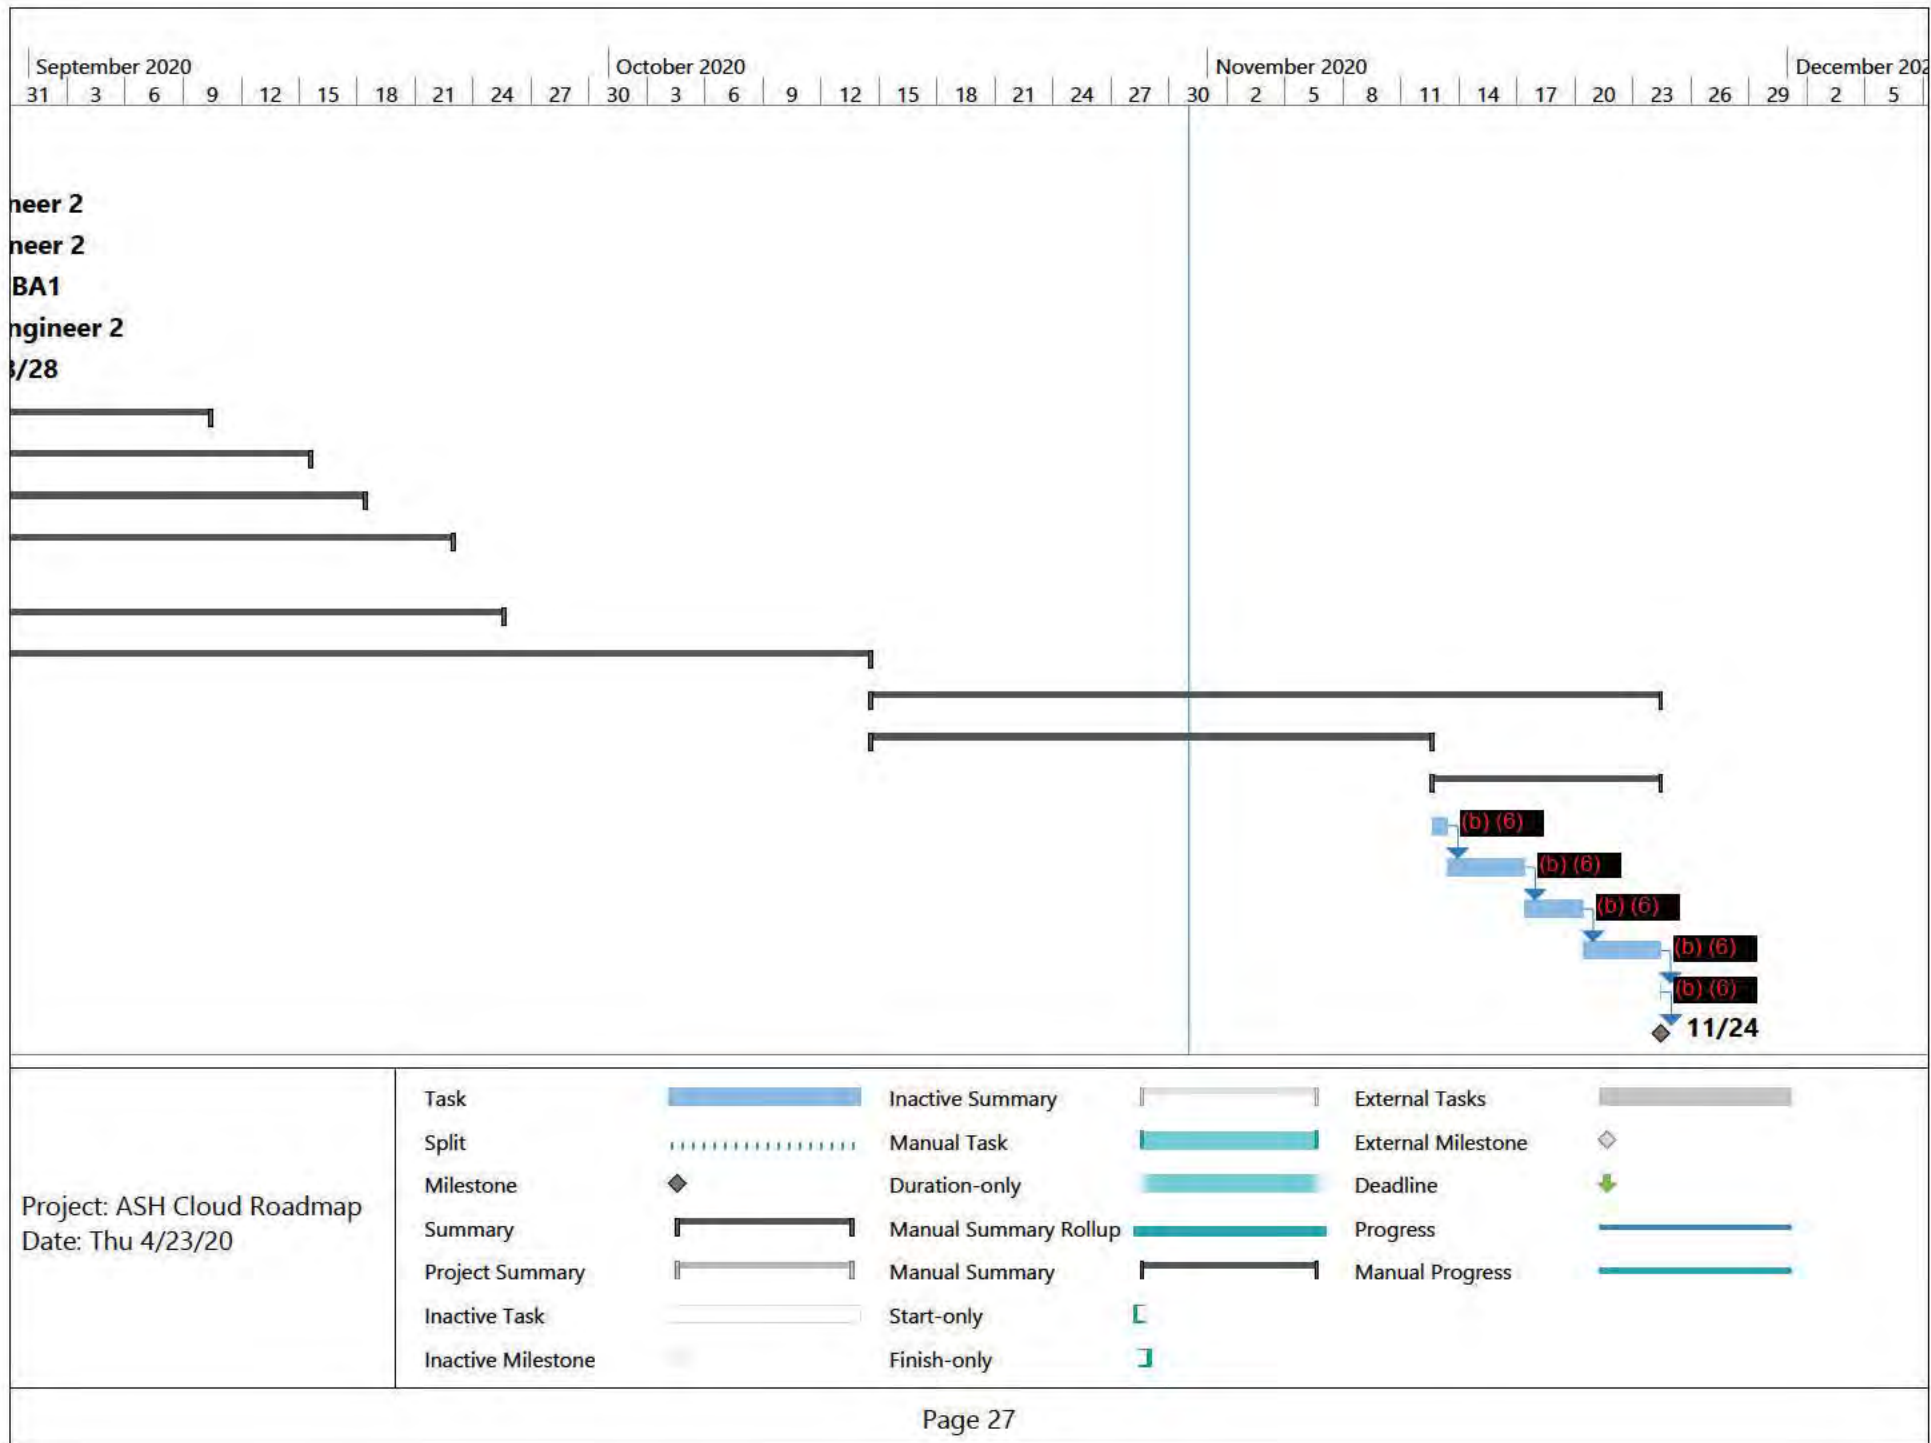 September 2020 October 2020 November 2020 December 202
31 3 6 9 12 15 18 21 24 27 30 3 6 9 12 15 18 21 24 27 30 2 5 8 11 14 17 20 23 26 29 2 5
neer 2
neer 2
BA1
ngineer 2
/28
(b) (6)
(b) (6)
(b) (6)
(b) (6)
(b) (6)
11/24
Project: ASH Cloud Roadmap
Date: Thu 4/23/20
Task
Split
Milestone
Summary
Project Summary
Inactive Task
Inactive Milestone
Inactive Summary
Manual Task
Duration-only
Manual Summary Rollup
Manual Summary
Start-only
Finish-only
External Tasks
External Milestone
Deadline
Progress
Manual Progress
Page 27